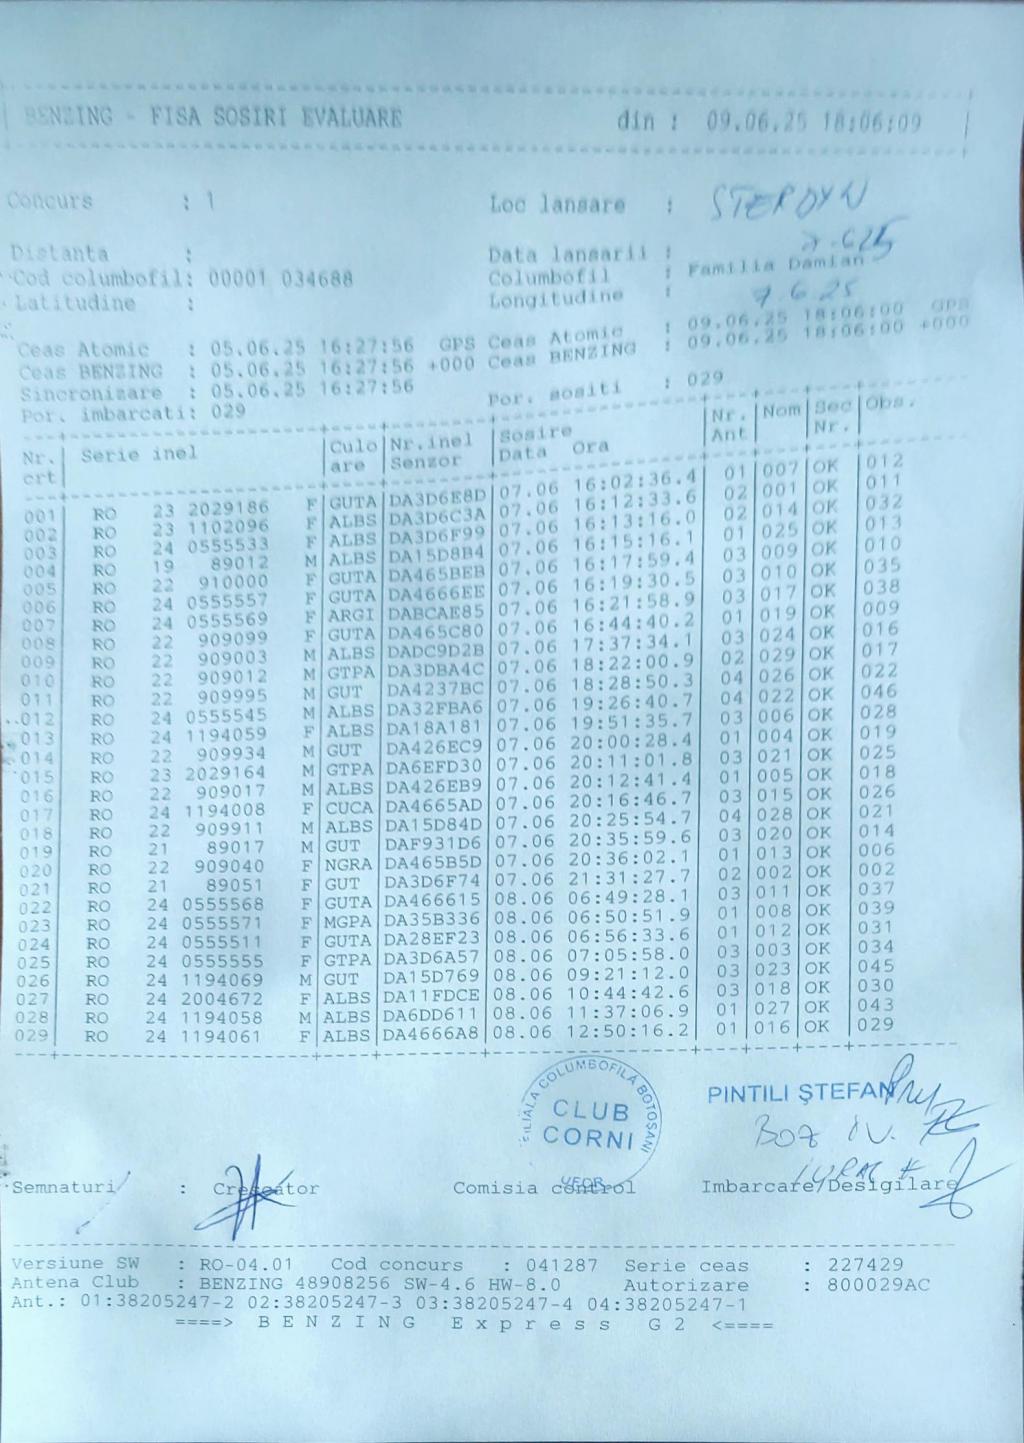 BENZING - FISA SOSIRI EVALUARE din : 09.06.25 18:06:09
Concurs : 1 Loc lansare : STERDYN
Distanta : Data lansarii : 7.6.25
Cod columbofil: 00001 034688 Columbofil : Familia Damian
Latitudine : Longitudine : 7.6.25
Ceas Atomic : 05.06.25 16:27:56 GPS Ceas Atomic : 09.06.25 18:06:00 GPS
Ceas BENZING : 05.06.25 16:27:56 +000 Ceas BENZING : 09.06.25 18:06:00 +000
Sincronizare : 05.06.25 16:27:56
Por. imbarcati: 029 Por. sositi : 029
Nr. Serie inel Culo Nr.inel Sosire Nr. Nom Sec Obs.
crt are Senzor Data Ora Ant Nr.
001 RO 23 2029186 F GUTA DA3D6E8D 07.06 16:02:36.4 01 007 OK 012
002 RO 23 1102096 F ALBS DA3D6C3A 07.06 16:12:33.6 02 001 OK 011
003 RO 24 0555533 F ALBS DA3D6F99 07.06 16:13:16.0 02 014 OK 032
004 RO 19 89012 M ALBS DA15D8B4 07.06 16:15:16.1 01 025 OK 013
005 RO 22 910000 F GUTA DA465BEB 07.06 16:17:59.4 03 009 OK 010
006 RO 24 0555557 F GUTA DA4666EE 07.06 16:19:30.5 03 010 OK 035
007 RO 24 0555569 F ARGI DABCAE85 07.06 16:21:58.9 03 017 OK 038
008 RO 22 909099 F GUTA DA465C80 07.06 16:44:40.2 01 019 OK 009
009 RO 22 909003 M ALBS DADC9D2B 07.06 17:37:34.1 03 024 OK 016
010 RO 22 909012 M GTPA DA3DBA4C 07.06 18:22:00.9 02 029 OK 017
011 RO 22 909995 M GUT DA4237BC 07.06 18:28:50.3 04 026 OK 022
012 RO 24 0555545 F ALBS DA32FBA6 07.06 19:26:40.7 04 022 OK 046
013 RO 24 1194059 F ALBS DA18A181 07.06 19:51:35.7 03 006 OK 028
014 RO 22 909934 M GUT DA426EC9 07.06 20:00:28.4 01 004 OK 019
015 RO 23 2029164 M GTPA DA6EFD30 07.06 20:11:01.8 03 021 OK 025
016 RO 22 909017 M ALBS DA426EB9 07.06 20:12:41.4 01 005 OK 018
017 RO 24 1194008 F CUCA DA4665AD 07.06 20:16:46.7 03 015 OK 026
018 RO 22 909911 M ALBS DA15D84D 07.06 20:25:54.7 04 028 OK 021
019 RO 21 89017 M GUT DAF931D6 07.06 20:35:59.6 03 020 OK 014
020 RO 22 909040 F NGRA DA465B5D 07.06 20:36:02.1 01 013 OK 006
021 RO 21 89051 F GUT DA3D6F74 07.06 21:31:27.7 02 002 OK 002
022 RO 24 0555568 F GUTA DA466615 08.06 06:49:28.1 03 011 OK 037
023 RO 24 0555571 F MGPA DA35B336 08.06 06:50:51.9 01 008 OK 039
024 RO 24 0555511 F GUTA DA28EF23 08.06 06:56:33.6 01 012 OK 031
025 RO 24 0555555 F GTPA DA3D6A57 08.06 07:05:58.0 03 003 OK 034
026 RO 24 1194069 M GUT DA15D769 08.06 09:21:12.0 03 023 OK 045
027 RO 24 2004672 F ALBS DA11FDCE 08.06 10:44:42.6 03 018 OK 030
028 RO 24 1194058 M ALBS DA6DD611 08.06 11:37:06.9 01 027 OK 043
029 RO 24 1194061 F ALBS DA4666A8 08.06 12:50:16.2 01 016 OK 029
FILIALA COLUMBOFILA BOTOSANI
CLUB
CORNI
UFCR
PINTILI ŞTEFAN
Semnaturi : Crescator Comisia control Imbarcare/Desigilare
Versiune SW : RO-04.01 Cod concurs : 041287 Serie ceas : 227429
Antena Club : BENZING 48908256 SW-4.6 HW-8.0 Autorizare : 800029AC
Ant.: 01:38205247-2 02:38205247-3 03:38205247-4 04:38205247-1
====> B E N Z I N G E x p r e s s G 2 <====